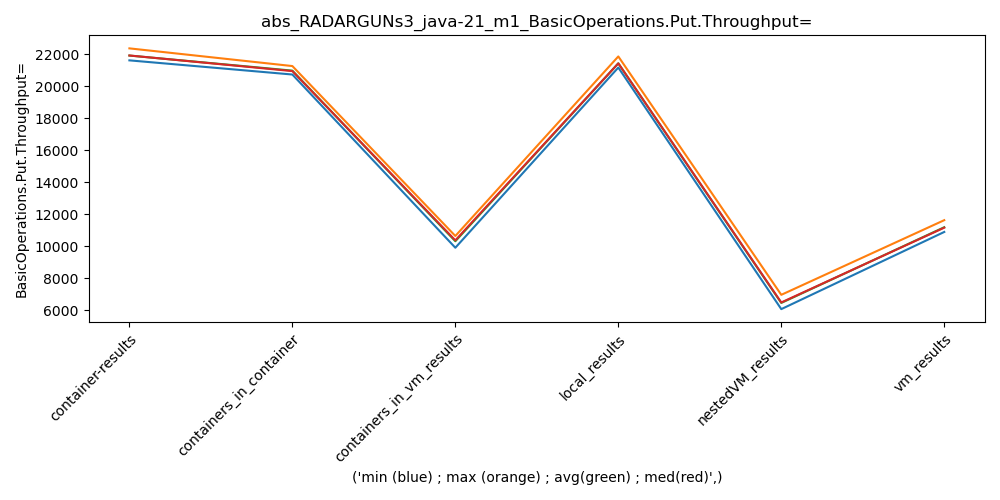 abs_RADARGUNs3_java-21_m1_BasicOperations.Put.Throughput=
BasicOperations.Put.Throughput=
22000
20000
18000
16000
14000
12000
10000
8000
6000
container-results
containers_in_container
containers_in_vm_results
local_results
nestedVM_results
vm_results
('min (blue) ; max (orange) ; avg(green) ; med(red)',)